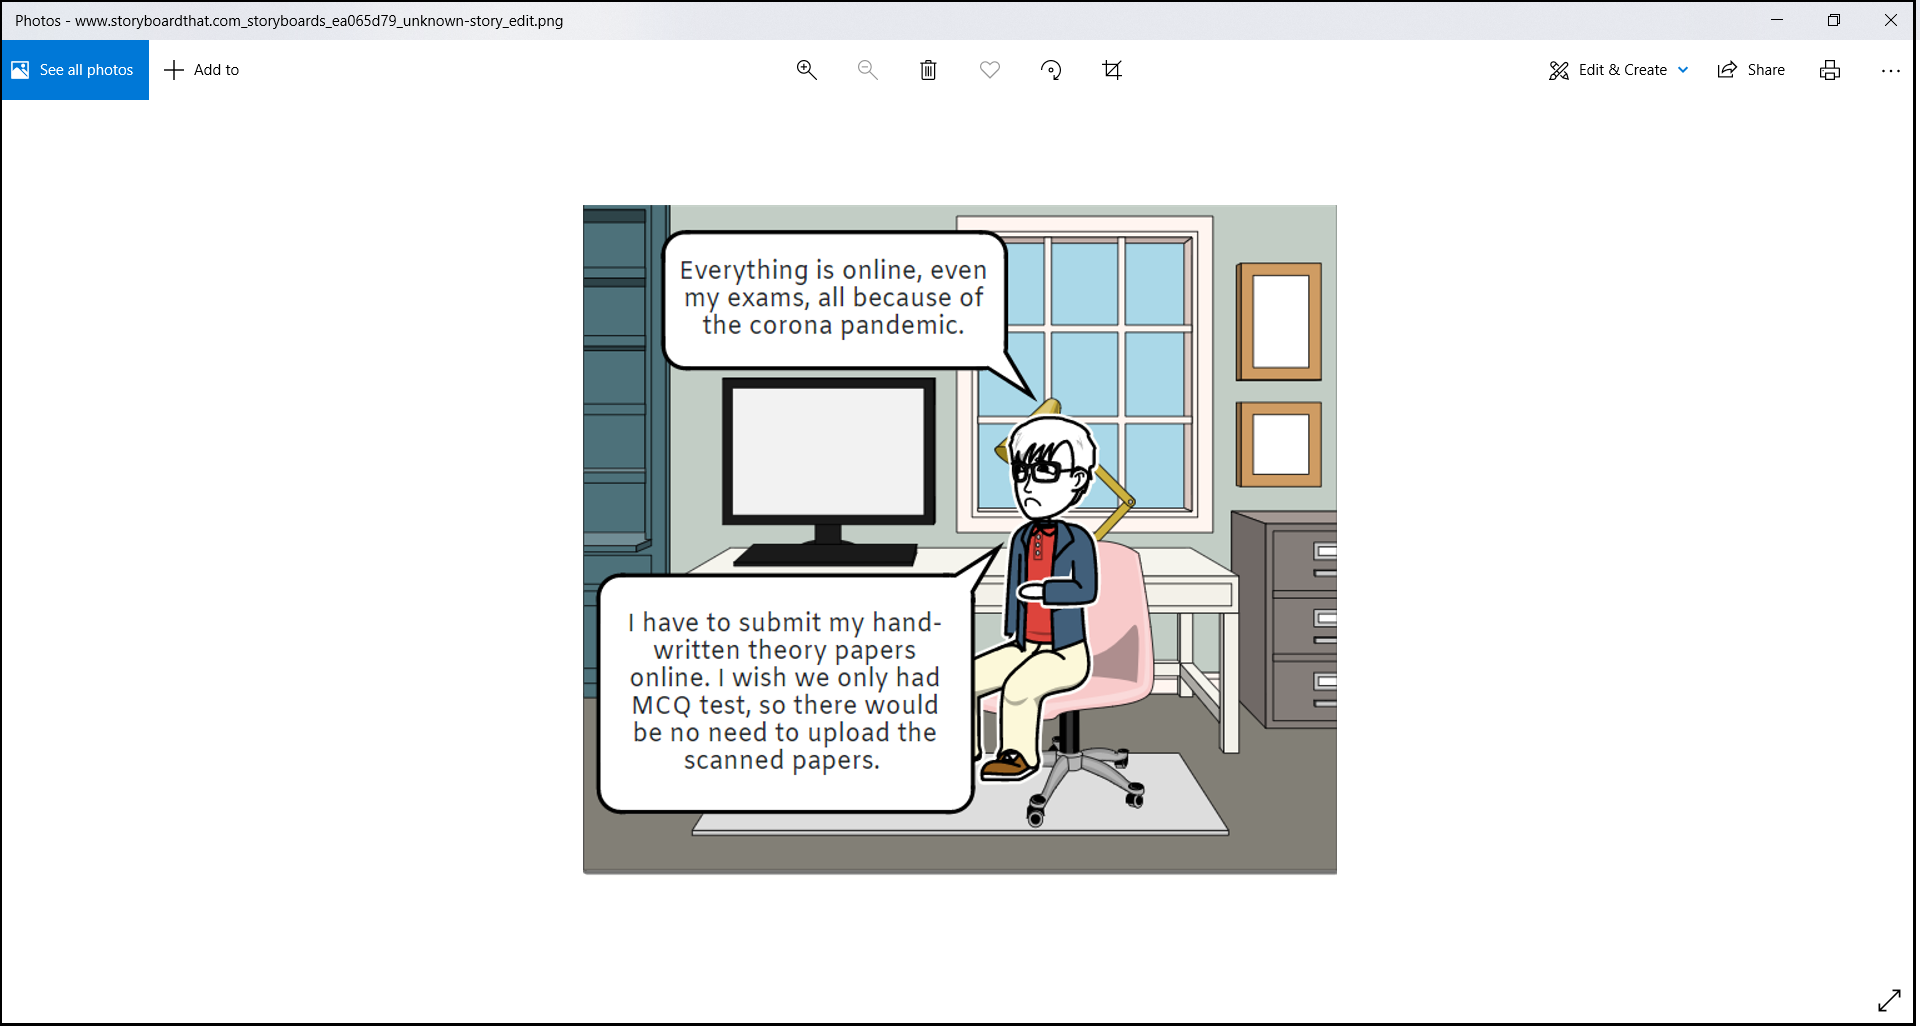 Photos - www.storyboardthat.com_storyboards_ea065d79_unknown-story_edit.png
See all photos
Add to
Edit & Create
Share
Everything is online, even
my exams, all because of
the corona pandemic.
I have to submit my hand-
written theory papers
online. I wish we only had
MCQ test, so there would
be no need to upload the
scanned papers.